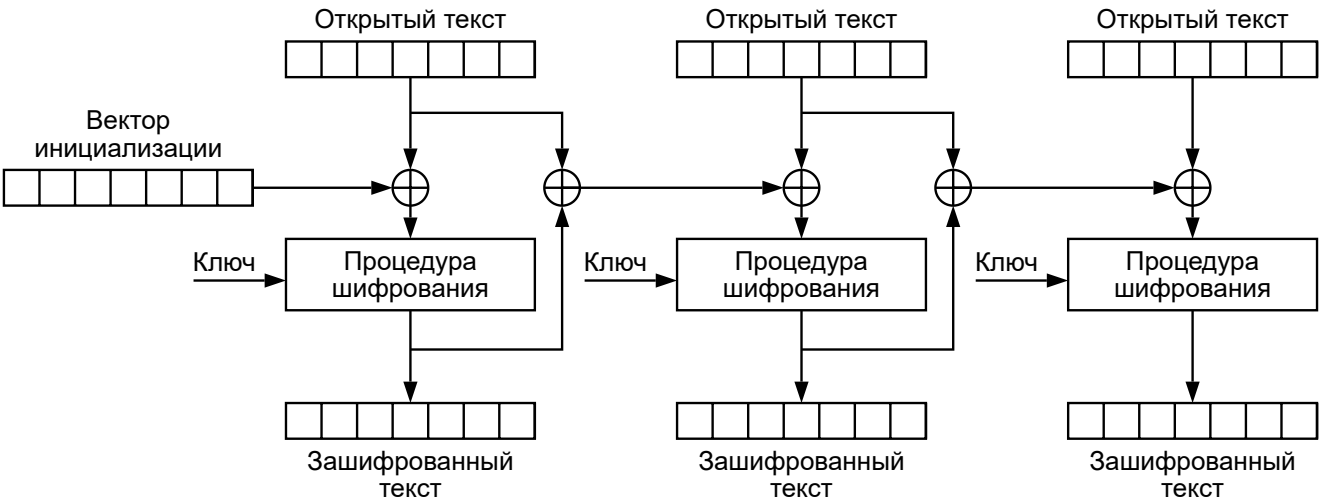 Открытый текст
Открытый текст
Открытый текст
Вектор
инициализации
Ключ
Процедура
шифрования
Ключ
Процедура
шифрования
Ключ
Процедура
шифрования
Зашифрованный
текст
Зашифрованный
текст
Зашифрованный
текст